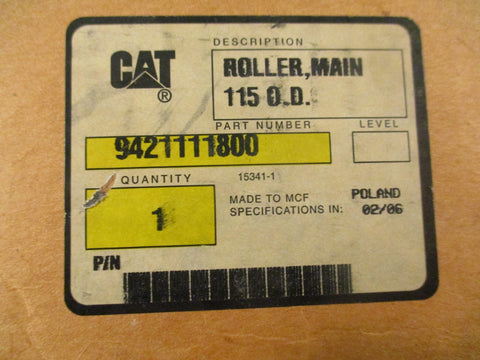 CAT®
DESCRIPTION
ROLLER,MAIN
115 O.D.
PART NUMBER
LEVEL
9421111800
QUANTITY
15341-1
1
MADE TO MCF
SPECIFICATIONS IN:
POLAND
02/06
P/N